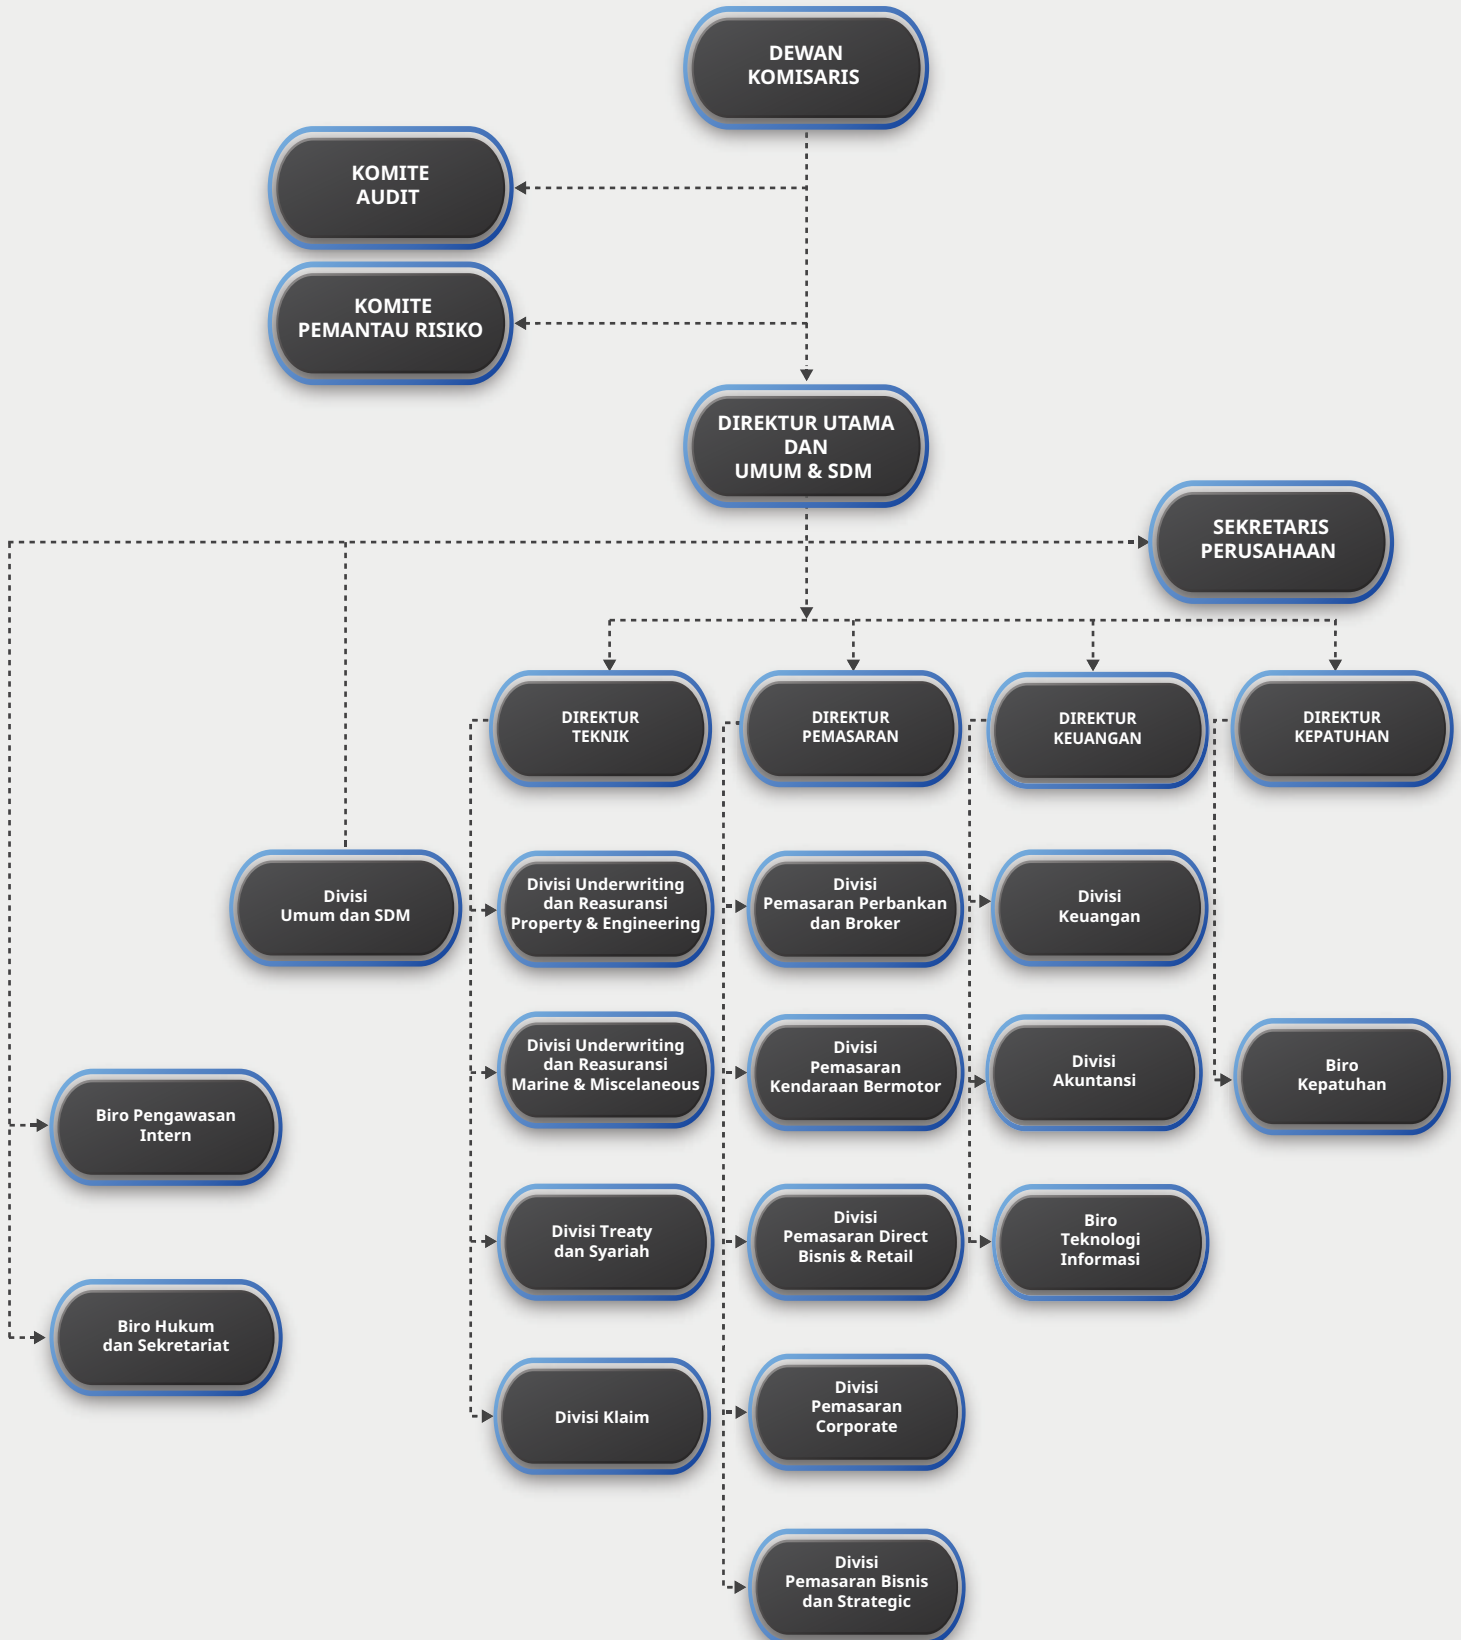 DEWAN
KOMISARIS
KOMITE
AUDIT
KOMITE
PEMANTAU RISIKO
DIREKTUR UTAMA
DAN
UMUM & SDM
SEKRETARIS
PERUSAHAAN
DIREKTUR
TEKNIK
DIREKTUR
PEMASARAN
DIREKTUR
KEUANGAN
DIREKTUR
KEPATUHAN
Divisi
Umum dan SDM
Divisi Underwriting
dan Reasuransi
Property & Engineering
Divisi
Pemasaran Perbankan
dan Broker
Divisi
Keuangan
Divisi Underwriting
dan Reasuransi
Marine & Miscelaneous
Divisi
Pemasaran
Kendaraan Bermotor
Divisi
Akuntansi
Biro
Kepatuhan
Biro Pengawasan
Intern
Divisi Treaty
dan Syariah
Divisi
Pemasaran Direct
Bisnis & Retail
Biro
Teknologi
Informasi
Biro Hukum
dan Sekretariat
Divisi Klaim
Divisi
Pemasaran
Corporate
Divisi
Pemasaran Bisnis
dan Strategic